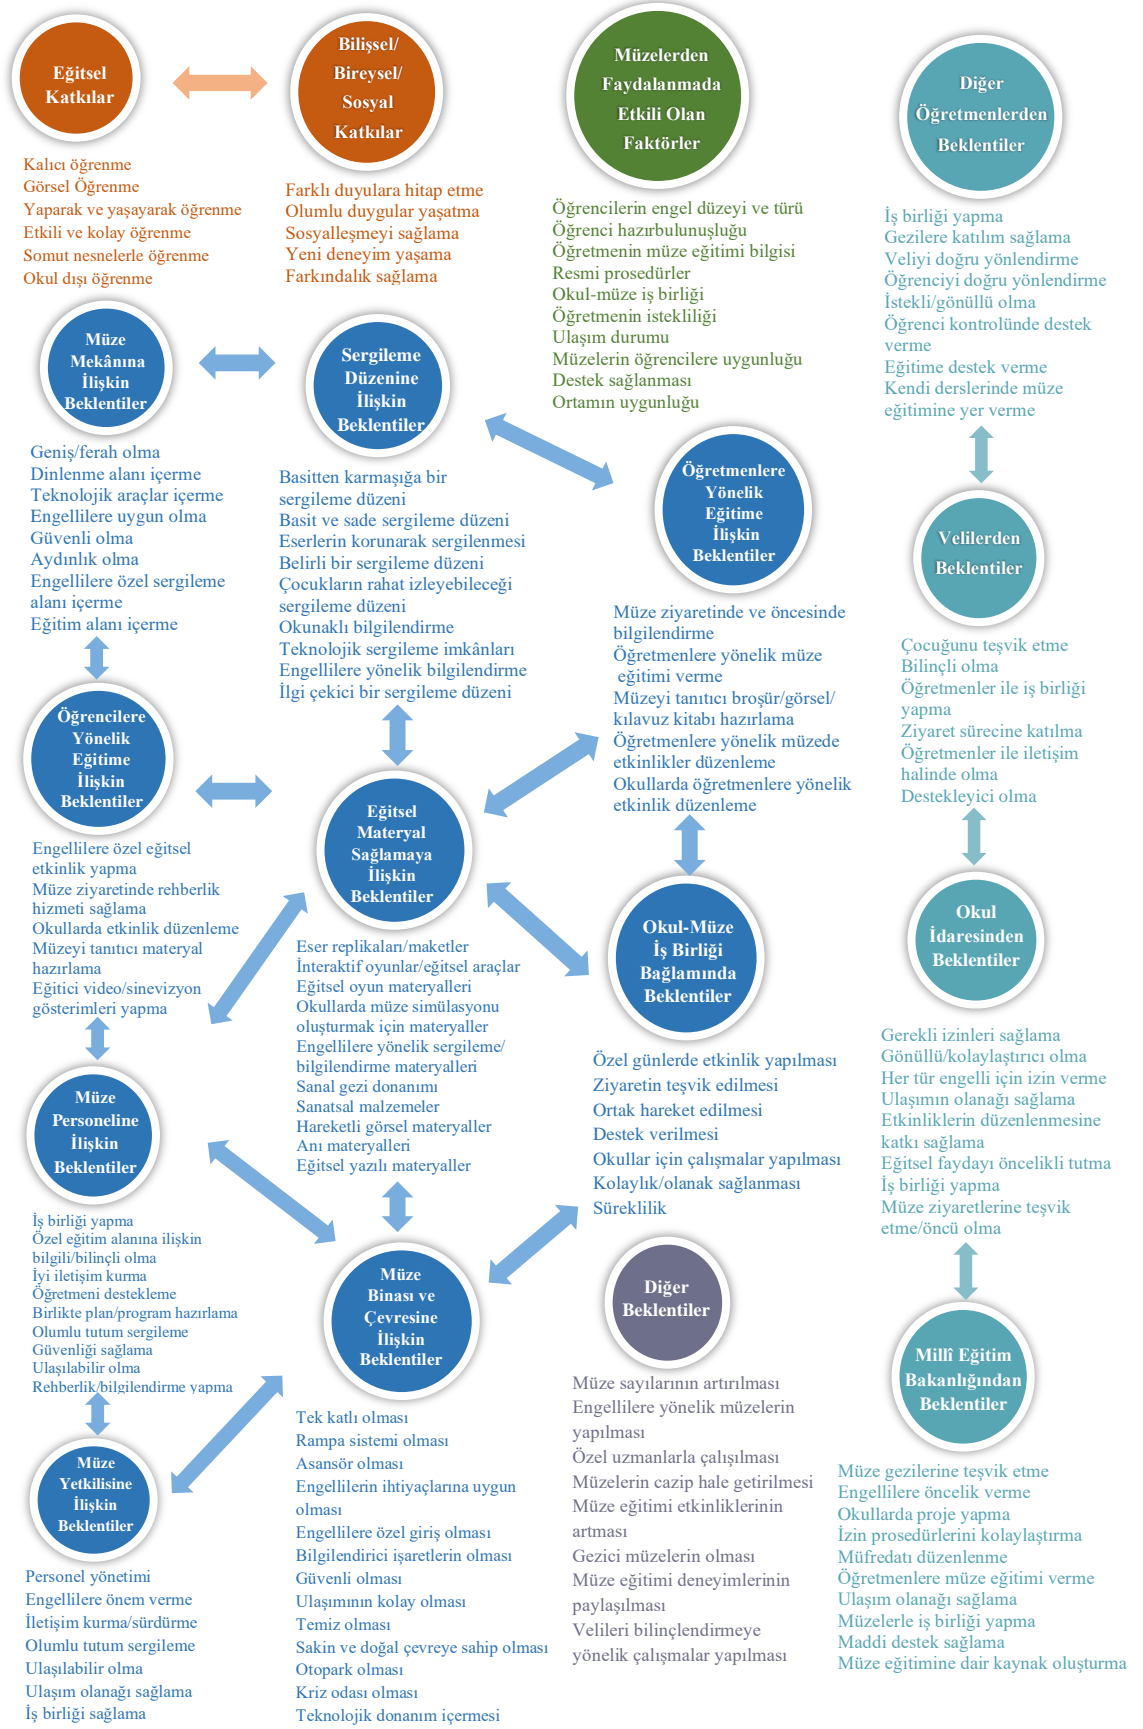 Eğitsel
Katkılar
Kalıcı öğrenme
Görsel Öğrenme
Yaparak ve yaşayarak öğrenme
Etkili ve kolay öğrenme
Somut nesnelerle öğrenme
Okul dışı öğrenme
Bilişsel/
Bireysel/
Sosyal
Katkılar
Farklı duyulara hitap etme
Olumlu duygular yaşatma
Sosyalleşmeyi sağlama
Yeni deneyim yaşama
Farkındalık sağlama
Müzelerden
Faydalanmada
Etkili Olan
Faktörler
Öğrencilerin engel düzeyi ve türü
Öğrenci hazırbulunuşluğu
Öğretmenin müze eğitimi bilgisi
Resmi prosedürler
Okul-müze iş birliği
Öğretmenin istekliliği
Ulaşım durumu
Müzelerin öğrencilere uygunluğu
Destek sağlanması
Ortamın uygunluğu
Diğer
Öğretmenlerden
Beklentiler
İş birliği yapma
Gezilere katılım sağlama
Veliyi doğru yönlendirme
Öğrenciyi doğru yönlendirme
İstekli/gönüllü olma
Öğrenci kontrolünde destek
verme
Eğitime destek verme
Kendi derslerinde müze
eğitimine yer verme
Müze
Mekânına
İlişkin
Beklentiler
Geniş/ferah olma
Dinlenme alanı içerme
Teknolojik araçlar içerme
Engellilere uygun olma
Güvenli olma
Aydınlık olma
Engellilere özel sergileme
alanı içerme
Eğitim alanı içerme
Sergileme
Düzenine
İlişkin
Beklentiler
Basitten karmaşığa bir
sergileme düzeni
Basit ve sade sergileme düzeni
Eserlerin korunarak sergilenmesi
Belirli bir sergileme düzeni
Çocukların rahat izleyebileceği
sergileme düzeni
Okunaklı bilgilendirme
Teknolojik sergileme imkânları
Engellilere yönelik bilgilendirme
İlgi çekici bir sergileme düzeni
Öğretmenlere
Yönelik
Eğitime
İlişkin
Beklentiler
Müze ziyaretinde ve öncesinde
bilgilendirme
Öğretmenlere yönelik müze
eğitimi verme
Müzeyi tanıtıcı broşür/görsel/
kılavuz kitabı hazırlama
Öğretmenlere yönelik müzede
etkinlikler düzenleme
Okullarda öğretmenlere yönelik
etkinlik düzenleme
Velilerden
Beklentiler
Çocuğunu teşvik etme
Bilinçli olma
Öğretmenler ile iş birliği
yapma
Ziyaret sürecine katılma
Öğretmenler ile iletişim
halinde olma
Destekleyici olma
Öğrencilere
Yönelik
Eğitime
İlişkin
Beklentiler
Engellilere özel eğitsel
etkinlik yapma
Müze ziyaretinde rehberlik
hizmeti sağlama
Okullarda etkinlik düzenleme
Müzeyi tanıtıcı materyal
hazırlama
Eğitici video/sinevizyon
gösterimleri yapma
Eğitsel
Materyal
Sağlamaya
İlişkin
Beklentiler
Eser replikaları/maketler
İnteraktif oyunlar/eğitsel araçlar
Eğitsel oyun materyalleri
Okullarda müze simülasyonu
oluşturmak için materyaller
Engellilere yönelik sergileme/
bilgilendirme materyalleri
Sanal gezi donanımı
Sanatsal malzemeler
Hareketli görsel materyaller
Anı materyalleri
Eğitsel yazılı materyaller
Okul-Müze
İş Birliği
Bağlamında
Beklentiler
Özel günlerde etkinlik yapılması
Ziyaretin teşvik edilmesi
Ortak hareket edilmesi
Destek verilmesi
Okullar için çalışmalar yapılması
Kolaylık/olanak sağlanması
Süreklilik
Okul
İdaresinden
Beklentiler
Gerekli izinleri sağlama
Gönüllü/kolaylaştırıcı olma
Her tür engelli için izin verme
Ulaşımın olanağı sağlama
Etkinliklerin düzenlenmesine
katkı sağlama
Eğitsel faydayı öncelikli tutma
İş birliği yapma
Müze ziyaretlerine teşvik
etme/öncü olma
Müze
Personeline
İlişkin
Beklentiler
İş birliği yapma
Özel eğitim alanına ilişkin
bilgili/bilinçli olma
İyi iletişim kurma
Öğretmeni destekleme
Birlikte plan/program hazırlama
Olumlu tutum sergileme
Güvenliği sağlama
Ulaşılabilir olma
Rehberlik/bilgilendirme yapma
Müze
Binası ve
Çevresine
İlişkin
Beklentiler
Tek katlı olması
Rampa sistemi olması
Asansör olması
Engellilerin ihtiyaçlarına uygun
olması
Engellilere özel giriş olması
Bilgilendirici işaretlerin olması
Güvenli olması
Ulaşımının kolay olması
Temiz olması
Sakin ve doğal çevreye sahip olması
Otopark olması
Kriz odası olması
Teknolojik donanım içermesi
Diğer
Beklentiler
Müze sayılarının artırılması
Engellilere yönelik müzelerin
yapılması
Özel uzmanlarla çalışılması
Müzelerin cazip hale getirilmesi
Müze eğitimi etkinliklerinin
artması
Gezici müzelerin olması
Müze eğitimi deneyimlerinin
paylaşılması
Velileri bilinçlendirmeye
yönelik çalışmalar yapılması
Millî Eğitim
Bakanlığından
Beklentiler
Müze gezilerine teşvik etme
Engellilere öncelik verme
Okullarda proje yapma
İzin prosedürlerini kolaylaştırma
Müfredatı düzenlenme
Öğretmenlere müze eğitimi verme
Ulaşım olanağı sağlama
Müzelerle iş birliği yapma
Maddi destek sağlama
Müze eğitimine dair kaynak oluşturma
Müze
Yetkilisine
İlişkin
Beklentiler
Personel yönetimi
Engellilere önem verme
İletişim kurma/sürdürme
Olumlu tutum sergileme
Ulaşılabilir olma
Ulaşım olanağı sağlama
İş birliği sağlama